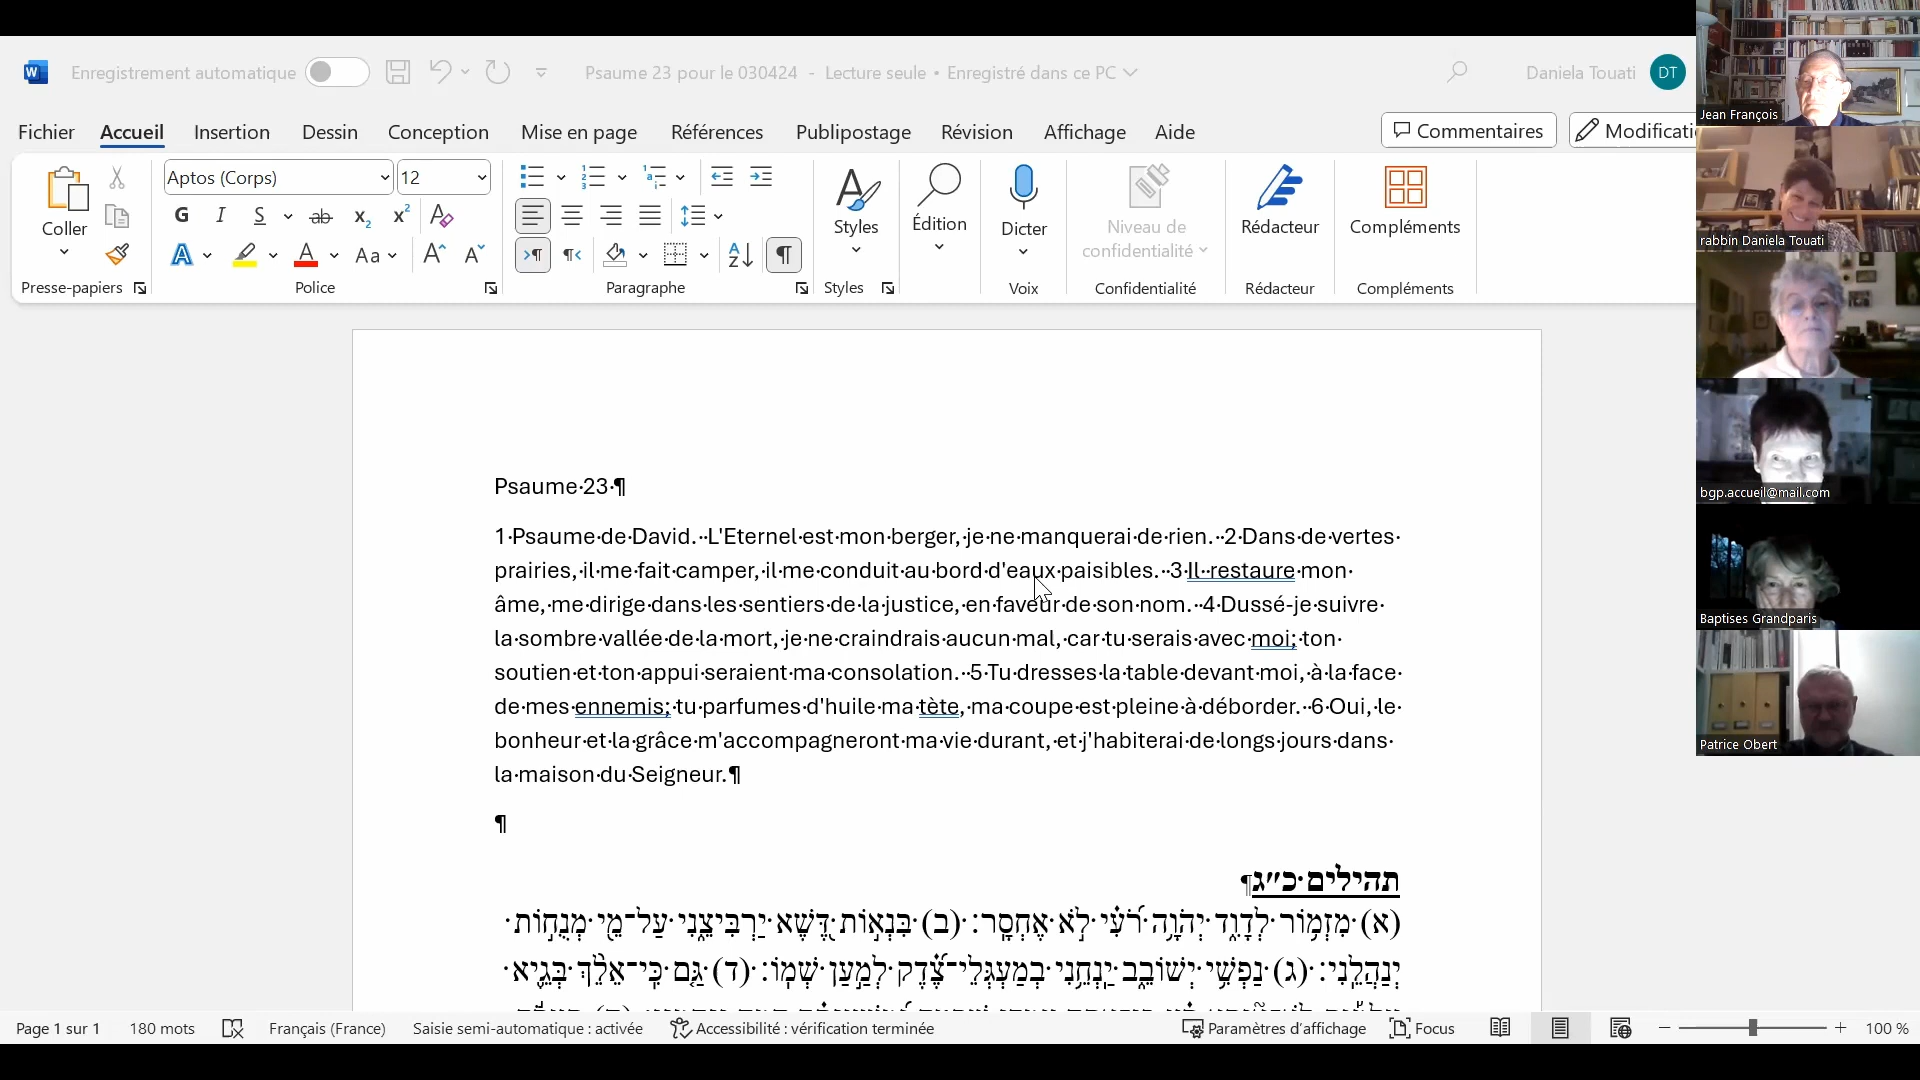 Enregistrement automatique
Psaume 23 pour le 030424 - Lecture seule • Enregistré dans ce PC
Daniela Touati
DT
Fichier Accueil Insertion Dessin Conception Mise en page Références Publipostage Révision Affichage Aide
Commentaires
Modificati
Coller
Presse-papiers
Aptos (Corps) 12
G I S ab x₂ x²
A A Aa A A
Police
Paragraphe
Styles
Styles
Édition
Dicter
Voix
Niveau de
confidentialité
Confidentialité
Rédacteur
Rédacteur
Compléments
Compléments
Jean François
rabbin Daniela Touati
bgp.accueil@mail.com
Baptises Grandparis
Patrice Obert
Psaume·23·¶
1·Psaume·de·David.··L'Eternel·est·mon·berger,·je·ne·manquerai·de·rien.··2·Dans·de·vertes·
prairies,·il·me·fait·camper,·il·me·conduit·au·bord·d'eaux·paisibles.··3·Il··restaure·mon·
âme,·me·dirige·dans·les·sentiers·de·la·justice,·en·faveur·de·son·nom.··4·Dussé-je·suivre·
la·sombre·vallée·de·la·mort,·je·ne·craindrais·aucun·mal,·car·tu·serais·avec·moi;·ton·
soutien·et·ton·appui·seraient·ma·consolation.··5·Tu·dresses·la·table·devant·moi,·à·la·face·
de·mes·ennemis;·tu·parfumes·d'huile·ma·tète,·ma·coupe·est·pleine·à·déborder.··6·Oui,·le·
bonheur·et·la·grâce·m'accompagneront·ma·vie·durant,·et·j'habiterai·de·longs·jours·dans·
la·maison·du·Seigneur.¶
¶
תהילים·כ״ג¶
(א)·מִזְמ֥וֹר·לְדָוִ֑ד·יְהֹוָ֥ה·רֹ֝עִ֗י·לֹ֣א·אֶחְסָֽר׃·(ב)·בִּנְא֣וֹת·דֶּ֭שֶׁא·יַרְבִּיצֵ֑נִי·עַל־מֵ֖י·מְנֻח֣וֹת·
יְנַהֲלֵֽנִי׃·(ג)·נַפְשִׁ֥י·יְשׁוֹבֵ֑ב·יַֽנְחֵ֥נִי·בְמַעְגְּלֵי־צֶ֝֗דֶק·לְמַ֣עַן·שְׁמֽוֹ׃·(ד)·גַּ֤ם·כִּֽי־אֵלֵ֨ךְ·בְּגֵ֪יא·
Page 1 sur 1 180 mots Français (France) Saisie semi-automatique : activée Accessibilité : vérification terminée Paramètres d’affichage Focus 100 %